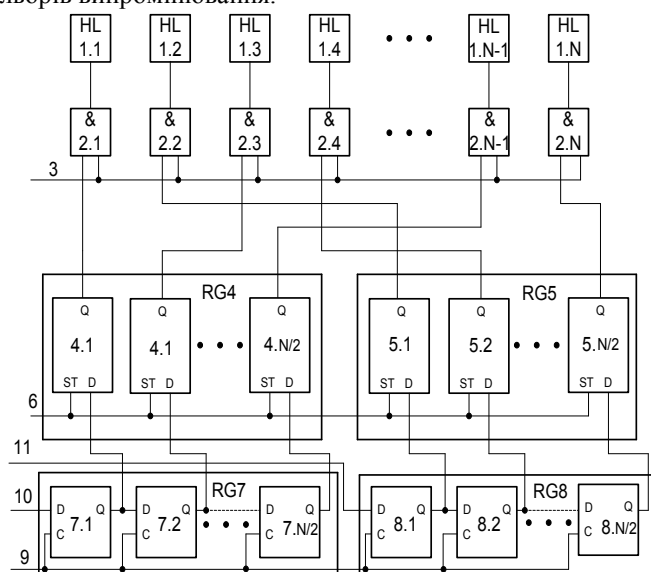 творів випромінювання.
HL HL HL HL • • • HL HL
1.1 1.2 1.3 1.4 1.N-1 1.N
& & & & • • • & &
2.1 2.2 2.3 2.4 2.N-1 2.N
3
RG4 RG5
Q Q Q Q Q Q
4.1 4.1 • • • 4.N/2 5.1 5.2 • • • 5.N/2
ST D ST D ST D ST D ST D ST D
6
11
RG7 RG8
10
D Q D Q D Q D Q D Q D Q
7.1 7.2 • • • 7.N/2 8.1 8.2 • • • 8.N/2
C C C C C C
9